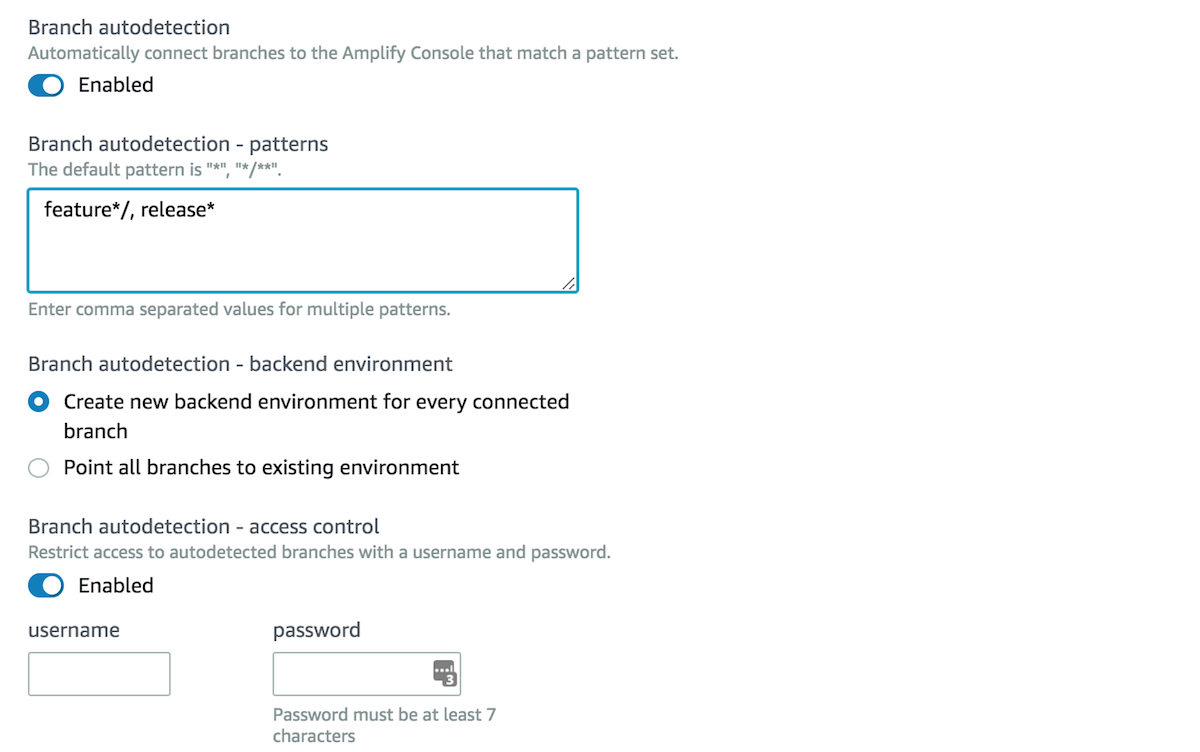 Branch autodetection
Automatically connect branches to the Amplify Console that match a pattern set.
Enabled
Branch autodetection - patterns
The default pattern is "*", "*/**".
feature*/, release*
Enter comma separated values for multiple patterns.
Branch autodetection - backend environment
Create new backend environment for every connected
branch
Point all branches to existing environment
Branch autodetection - access control
Restrict access to autodetected branches with a username and password.
Enabled
username password
3
Password must be at least 7
characters